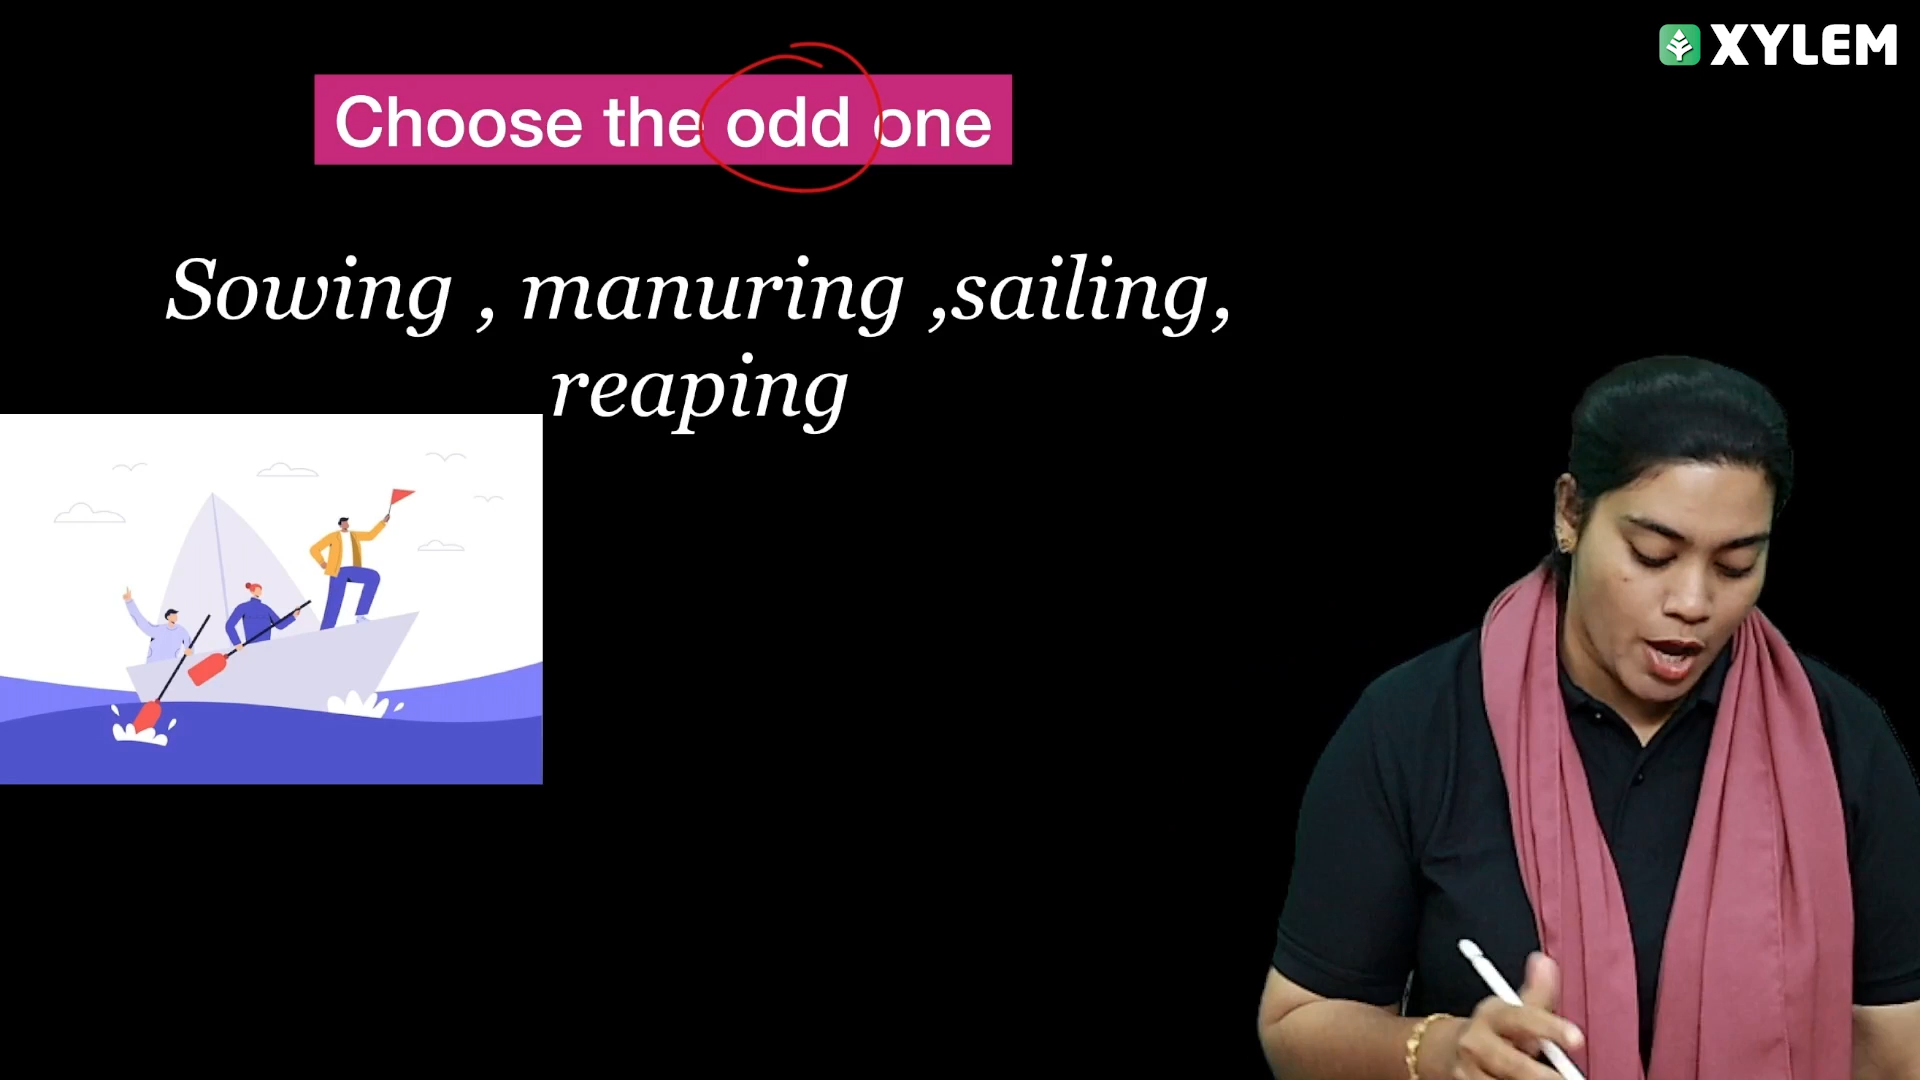 XYLEM
Choose the odd one
Sowing , manuring ,sailing,
reaping